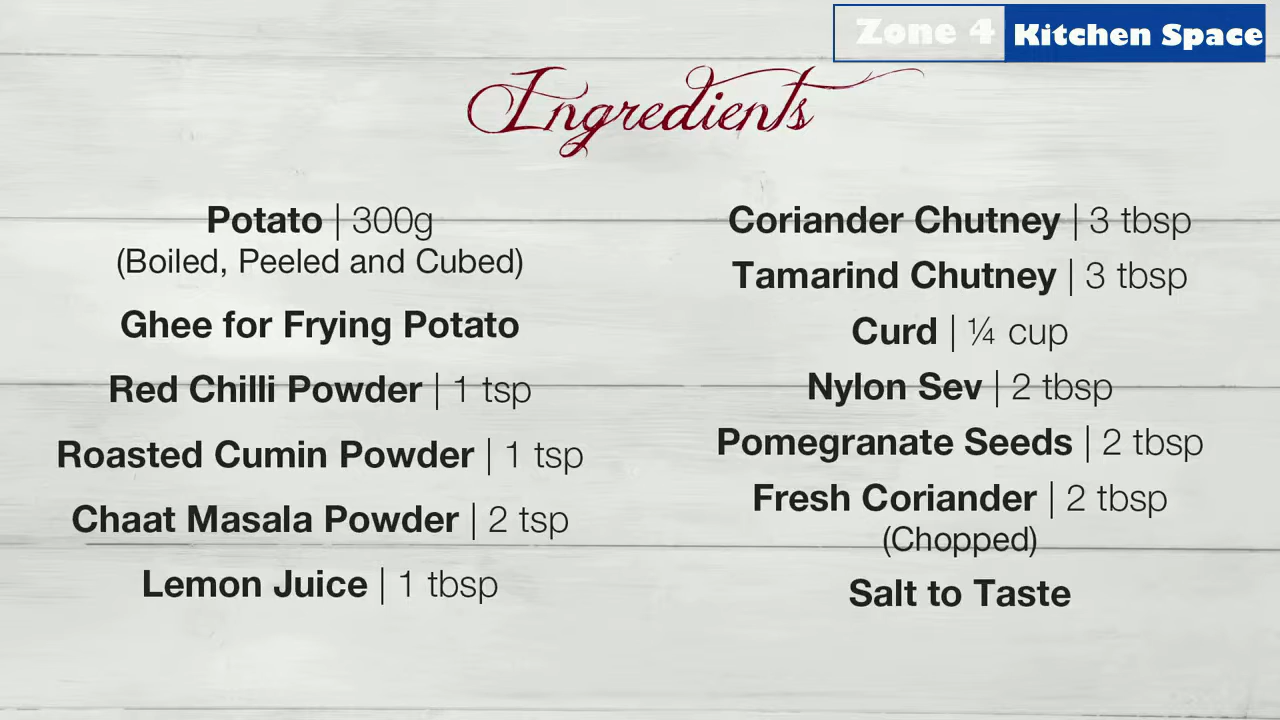 Zone 4 Kitchen Space
Ingredients
Potato | 300g
(Boiled, Peeled and Cubed)
Ghee for Frying Potato
Red Chilli Powder | 1 tsp
Roasted Cumin Powder | 1 tsp
Chaat Masala Powder | 2 tsp
Lemon Juice | 1 tbsp
Coriander Chutney | 3 tbsp
Tamarind Chutney | 3 tbsp
Curd | ¼ cup
Nylon Sev | 2 tbsp
Pomegranate Seeds | 2 tbsp
Fresh Coriander | 2 tbsp
(Chopped)
Salt to Taste